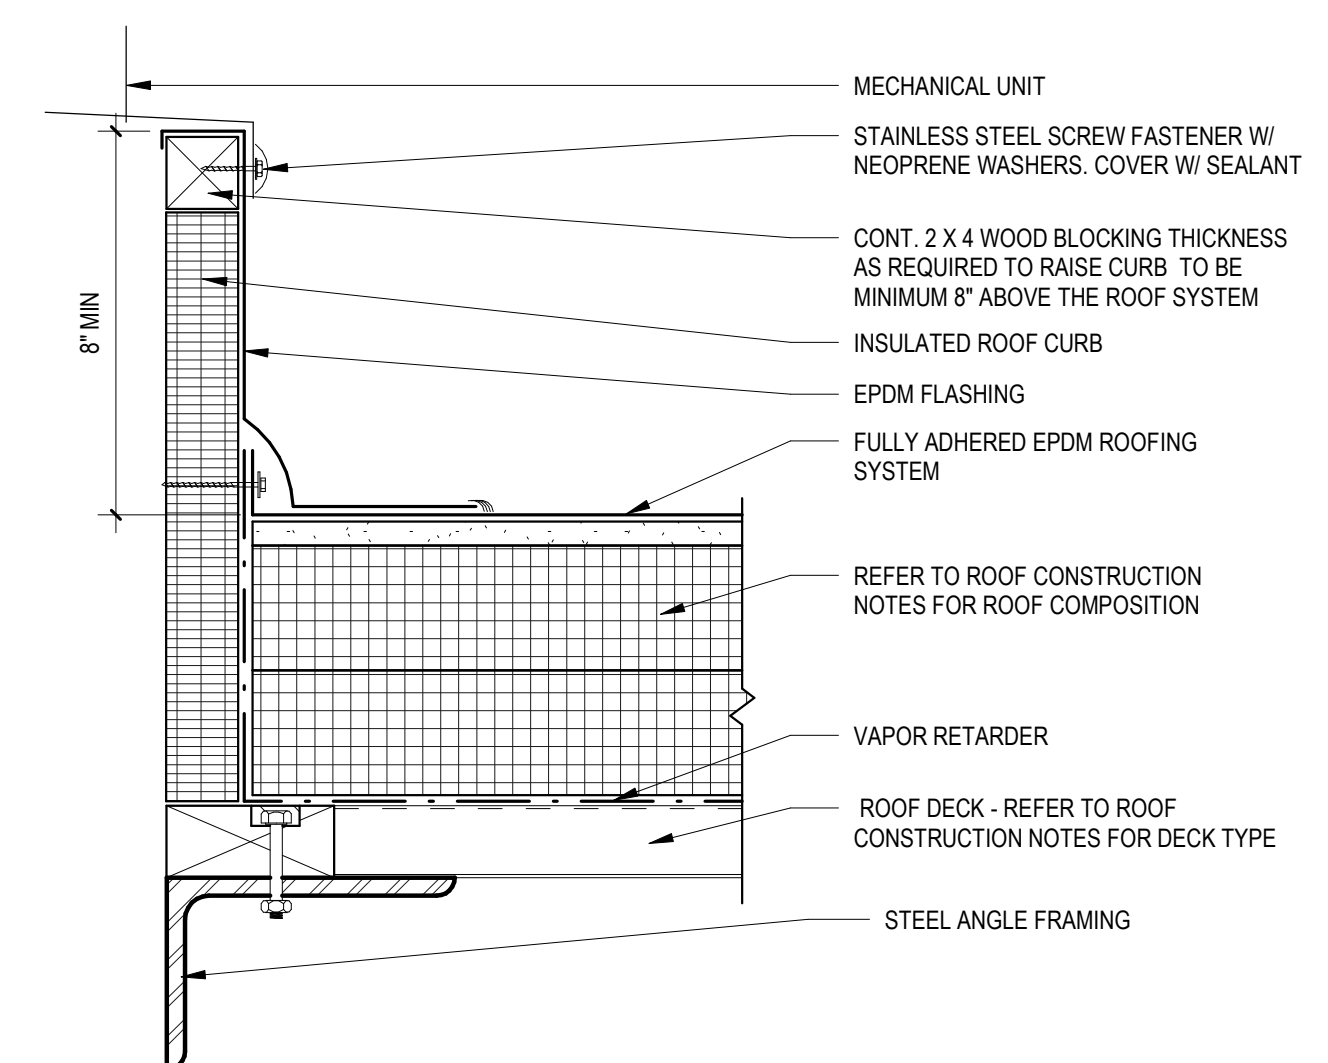 MECHANICAL UNIT
STAINLESS STEEL SCREW FASTENER W/
NEOPRENE WASHERS. COVER W/ SEALANT
CONT. 2 X 4 WOOD BLOCKING THICKNESS
AS REQUIRED TO RAISE CURB TO BE
MINIMUM 8" ABOVE THE ROOF SYSTEM
8" MIN
INSULATED ROOF CURB
EPDM FLASHING
FULLY ADHERED EPDM ROOFING
SYSTEM
REFER TO ROOF CONSTRUCTION
NOTES FOR ROOF COMPOSITION
VAPOR RETARDER
ROOF DECK - REFER TO ROOF
CONSTRUCTION NOTES FOR DECK TYPE
STEEL ANGLE FRAMING